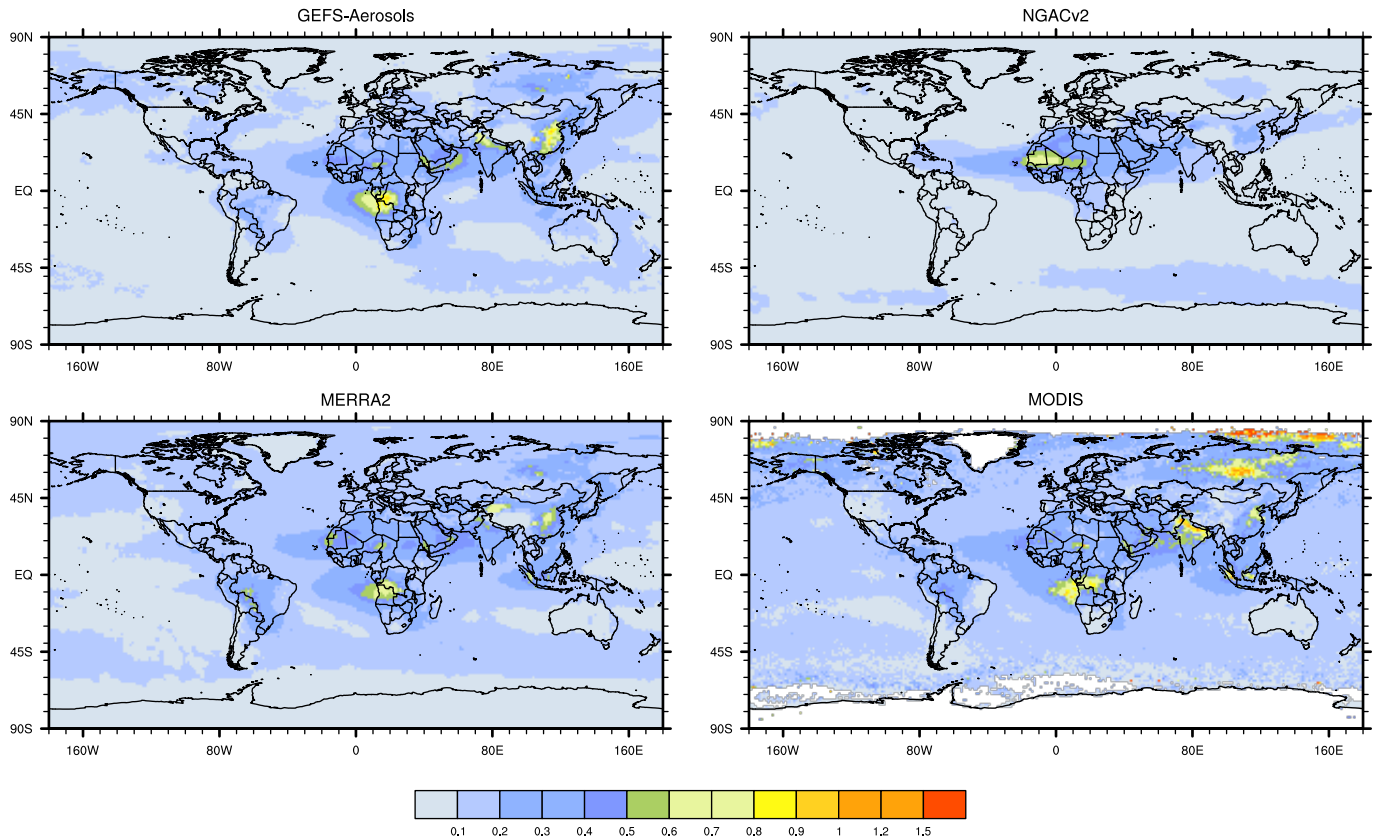 GEFS-Aerosols
NGACv2
90N
45N
EQ
45S
90S
160W
80W
0
80E
160E
90N
45N
EQ
45S
90S
160W
80W
0
80E
160E
MERRA2
MODIS
90N
45N
EQ
45S
90S
160W
80W
0
80E
160E
90N
45N
EQ
45S
90S
160W
80W
0
80E
160E
0.1 0.2 0.3 0.4 0.5 0.6 0.7 0.8 0.9 1 1.2 1.5